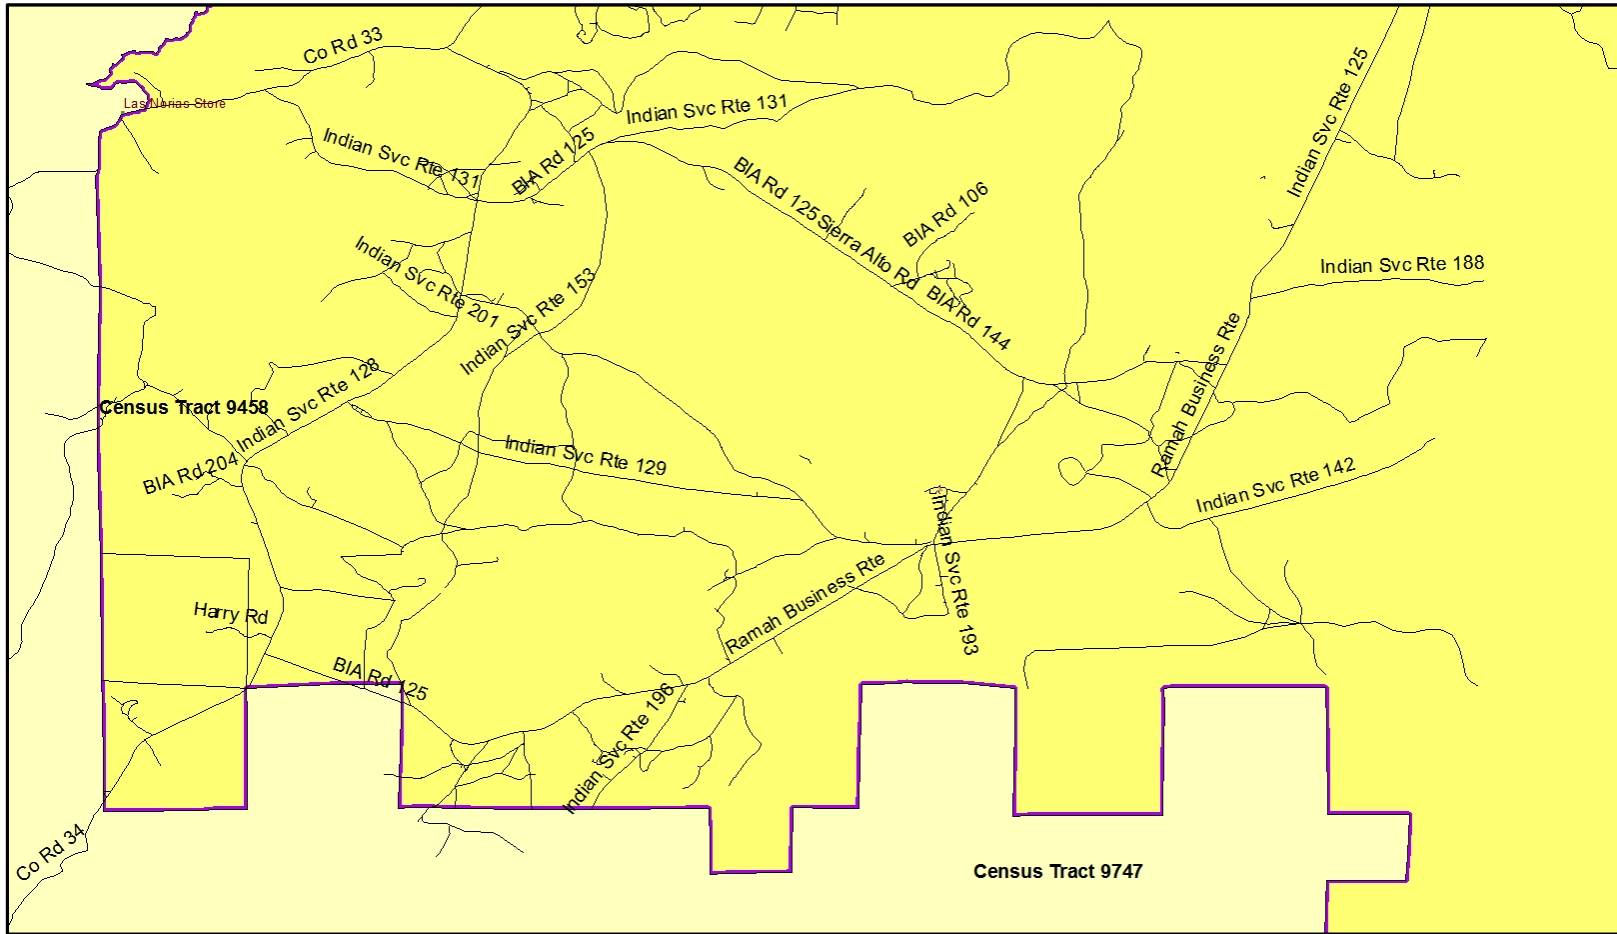 Co Rd 33
Las Norias Store
Indian Svc Rte 131
Indian Svc Rte 125
Indian Svc Rte 131
BIA Rd 125
BIA Rd 125
Sierra Alto Rd
BIA Rd 106
BIA Rd 144
Indian Svc Rte 188
Indian Svc Rte 201
Indian Svc Rte 153
Ramah Business Rte
Indian Svc Rte 128
Census Tract 9458
BIA Rd 204
Indian Svc Rte 129
Indian Svc Rte 142
Indian Svc Rte 193
Ramah Business Rte
Harry Rd
BIA Rd 125
Indian Svc Rte 196
Co Rd 34
Census Tract 9747